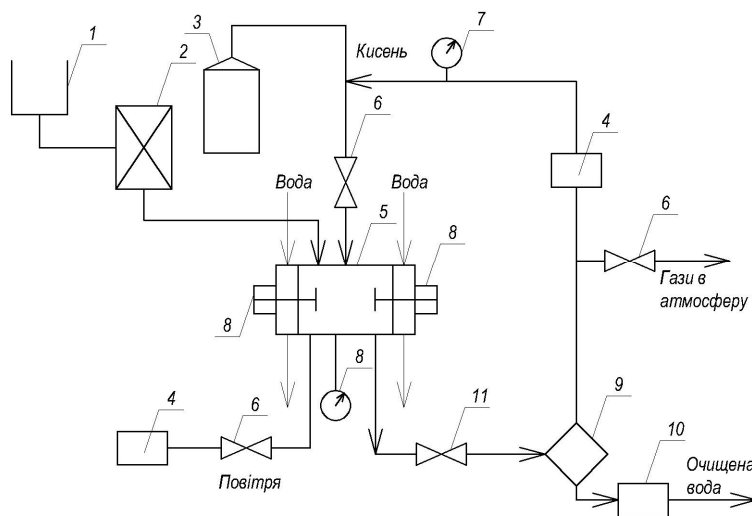 1
2
3
Кисень
7
6
4
Вода
Вода
5
8
6
Гази в
атмосферу
8
4
6
8
11
9
10
Повітря
Очищена
вода